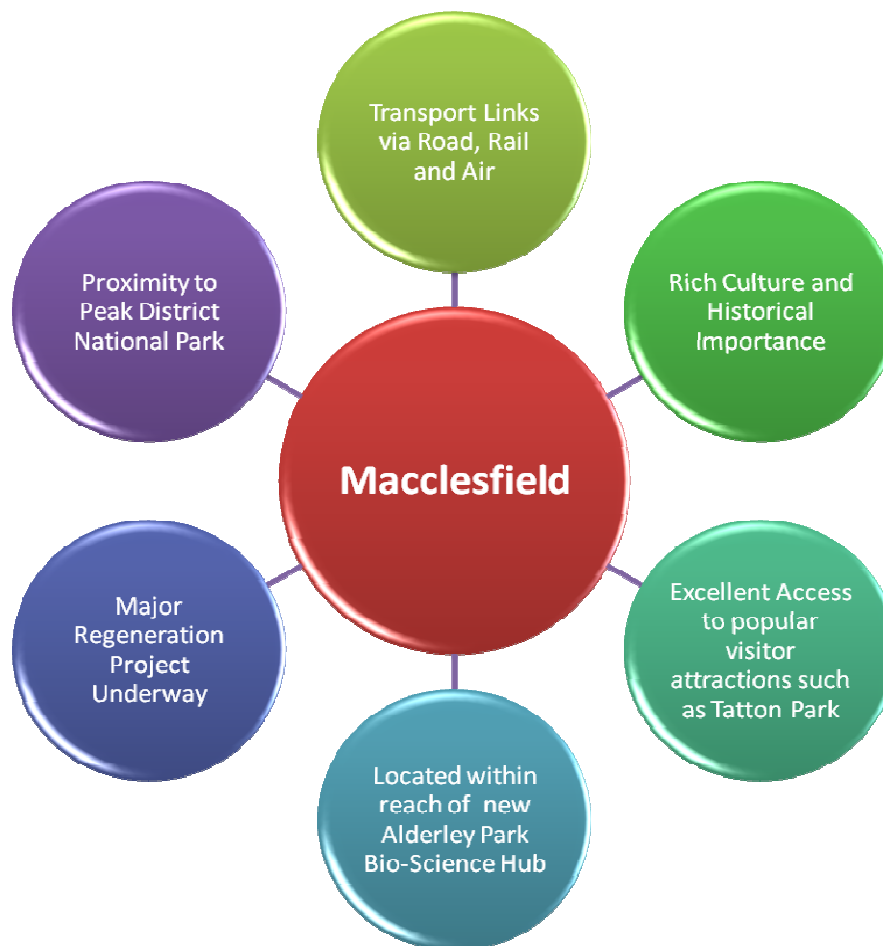 Transport Links
via Road, Rail
and Air
Rich Culture and
Historical
Importance
Excellent Access
to popular
visitor
attractions such
as Tatton Park
Located within
reach of new
Alderley Park
Bio-Science Hub
Major
Regeneration
Project
Underway
Proximity to
Peak District
National Park
Macclesfield